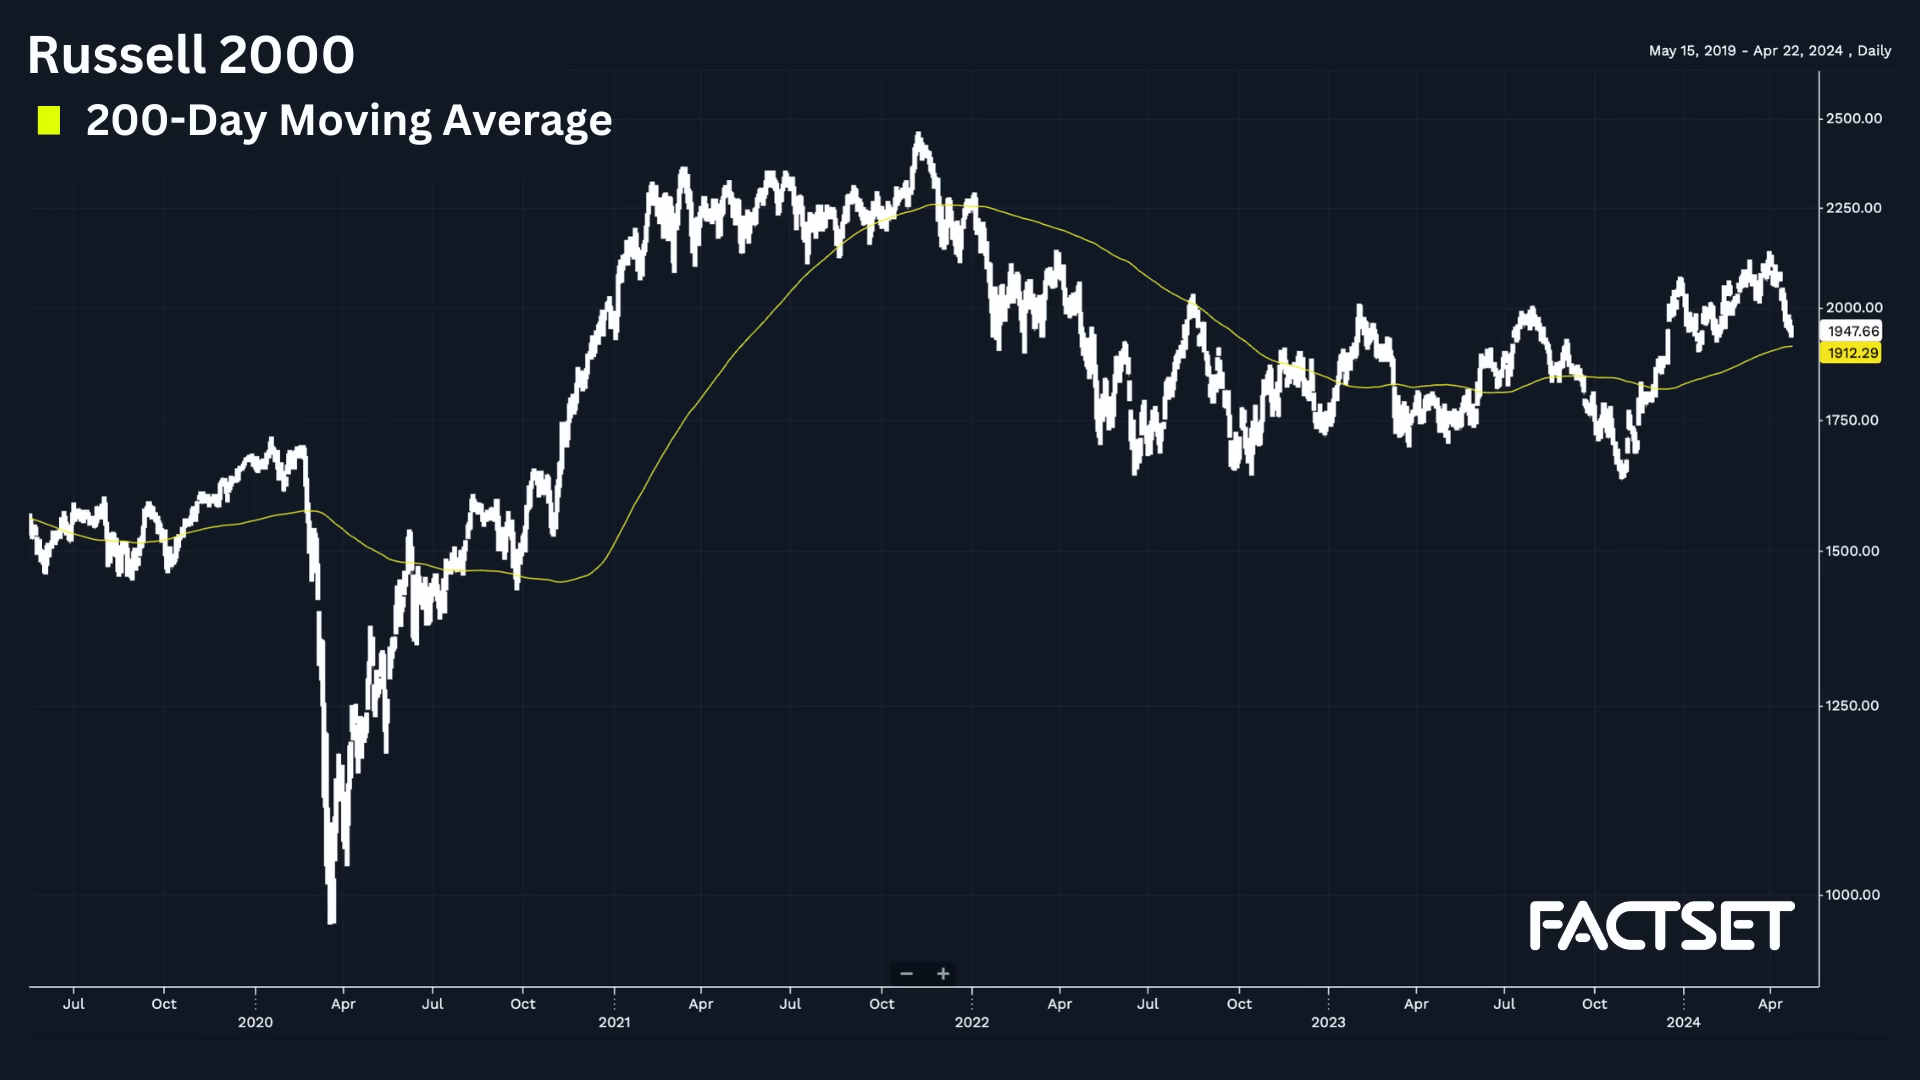 Russell 2000
May 15, 2019 - Apr 22, 2024 , Daily
200-Day Moving Average
2500.00
2250.00
2000.00
1947.66
1912.29
1750.00
1500.00
1250.00
1000.00
FACTSET
− +
Jul Oct Apr Jul Oct Apr Jul Oct Apr Jul Oct Apr Jul Oct Apr
2020 2021 2022 2023 2024